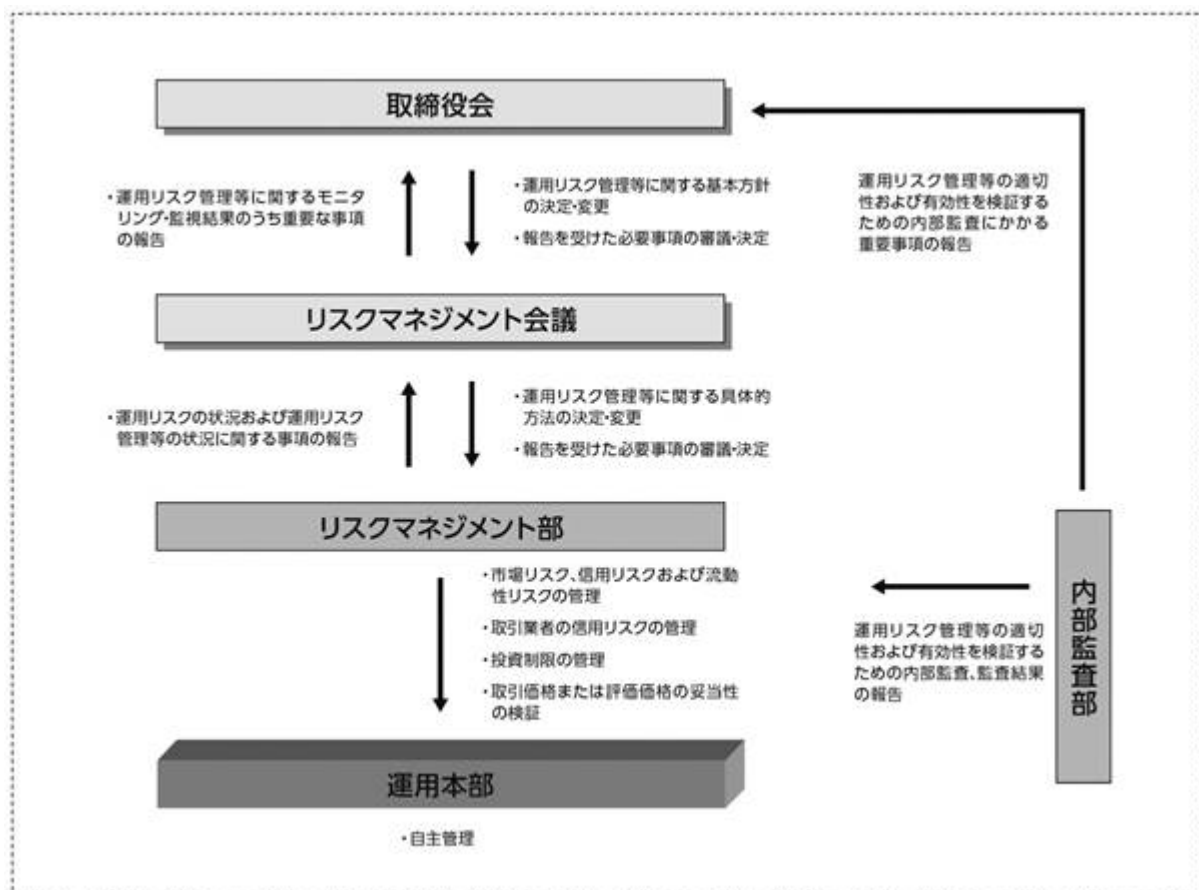 取締役会
・運用リスク管理等に関するモニタ
リング・監視結果のうち重要な事項
の報告
・運用リスク管理等に関する基本方針
の決定・変更
・報告を受けた必要事項の審議・決定
運用リスク管理等の適切
性および有効性を検証する
ための内部監査にかかる
重要事項の報告
リスクマネジメント会議
・運用リスクの状況および運用リスク
管理等の状況に関する事項の報告
・運用リスク管理等に関する具体的
方法の決定・変更
・報告を受けた必要事項の審議・決定
リスクマネジメント部
・市場リスク、信用リスクおよび流動
性リスクの管理
・取引業者の信用リスクの管理
・投資制限の管理
・取引価格または評価価格の妥当性
の検証
運用リスク管理等の適切
性および有効性を検証する
ための内部監査、監査結果
の報告
内部監査部
運用本部
・自主管理